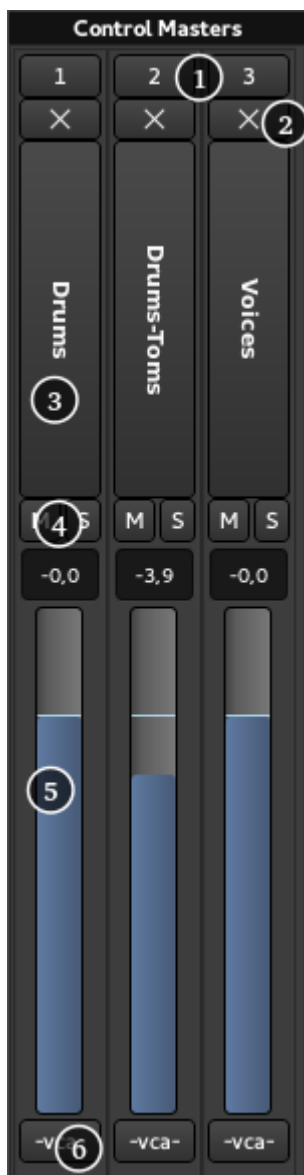 Control Masters
1 2 1 3
2
Drums
Drums-Toms
Voices
3
M S M S M S
4
-0,0 -3,9 -0,0
5
-vca- -vca- -vca-
6